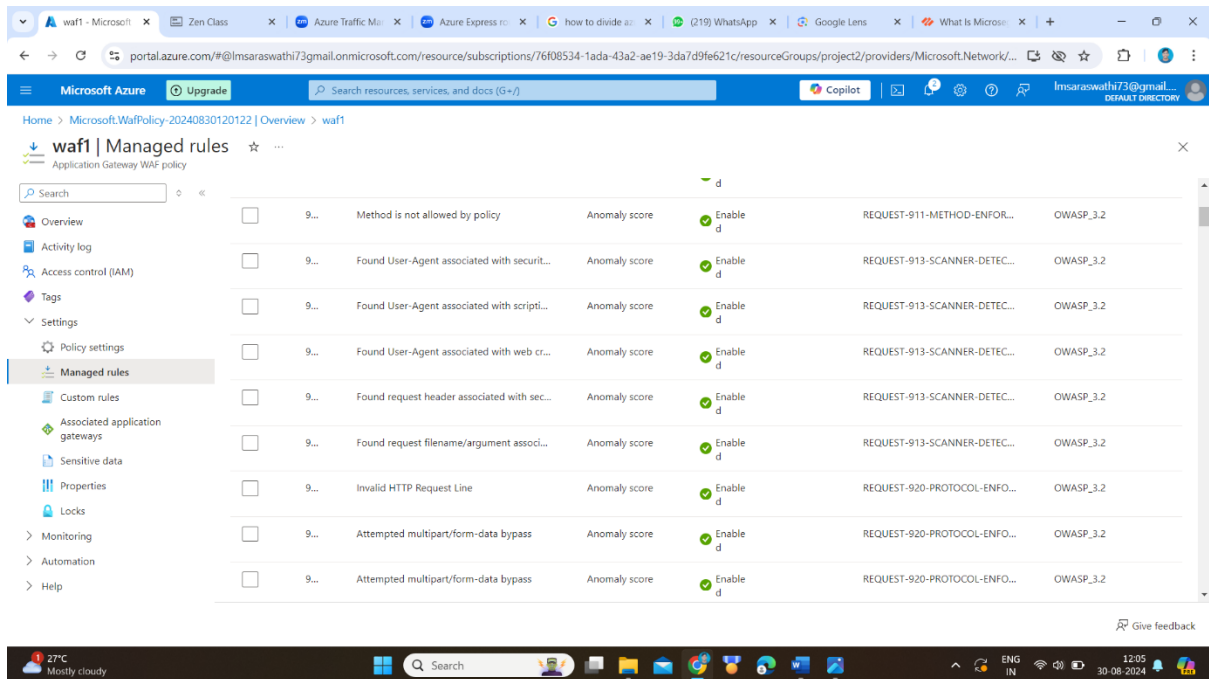 waf1 - Microsoft
Zen Class
Azure Traffic Mar
Azure Express ro
how to divide az
(219) WhatsApp
Google Lens
What Is Microse
portal.azure.com/#@lmsaraswathi73gmail.onmicrosoft.com/resource/subscriptions/76f08534-1ada-43a2-ae19-3da7d9fe621c/resourceGroups/project2/providers/Microsoft.Network/...
Microsoft Azure
Upgrade
Search resources, services, and docs (G+/)
Copilot
2
lmsaraswathi73@gmail....
DEFAULT DIRECTORY
Home > Microsoft.WafPolicy-20240830120122 | Overview > waf1
waf1 | Managed rules ☆ ...
Application Gateway WAF policy
Search
Overview
Activity log
Access control (IAM)
Tags
Settings
Policy settings
Managed rules
Custom rules
Associated application
gateways
Sensitive data
Properties
Locks
Monitoring
Automation
Help
d
9... Method is not allowed by policy Anomaly score Enable REQUEST-911-METHOD-ENFOR... OWASP_3.2
d
9... Found User-Agent associated with securit... Anomaly score Enable REQUEST-913-SCANNER-DETEC... OWASP_3.2
d
9... Found User-Agent associated with scripti... Anomaly score Enable REQUEST-913-SCANNER-DETEC... OWASP_3.2
d
9... Found User-Agent associated with web cr... Anomaly score Enable REQUEST-913-SCANNER-DETEC... OWASP_3.2
d
9... Found request header associated with sec... Anomaly score Enable REQUEST-913-SCANNER-DETEC... OWASP_3.2
d
9... Found request filename/argument associ... Anomaly score Enable REQUEST-913-SCANNER-DETEC... OWASP_3.2
d
9... Invalid HTTP Request Line Anomaly score Enable REQUEST-920-PROTOCOL-ENFO... OWASP_3.2
d
9... Attempted multipart/form-data bypass Anomaly score Enable REQUEST-920-PROTOCOL-ENFO... OWASP_3.2
d
9... Attempted multipart/form-data bypass Anomaly score Enable REQUEST-920-PROTOCOL-ENFO... OWASP_3.2
d
Give feedback
1
27°C
Mostly cloudy
Search
ENG
IN
12:05
30-08-2024